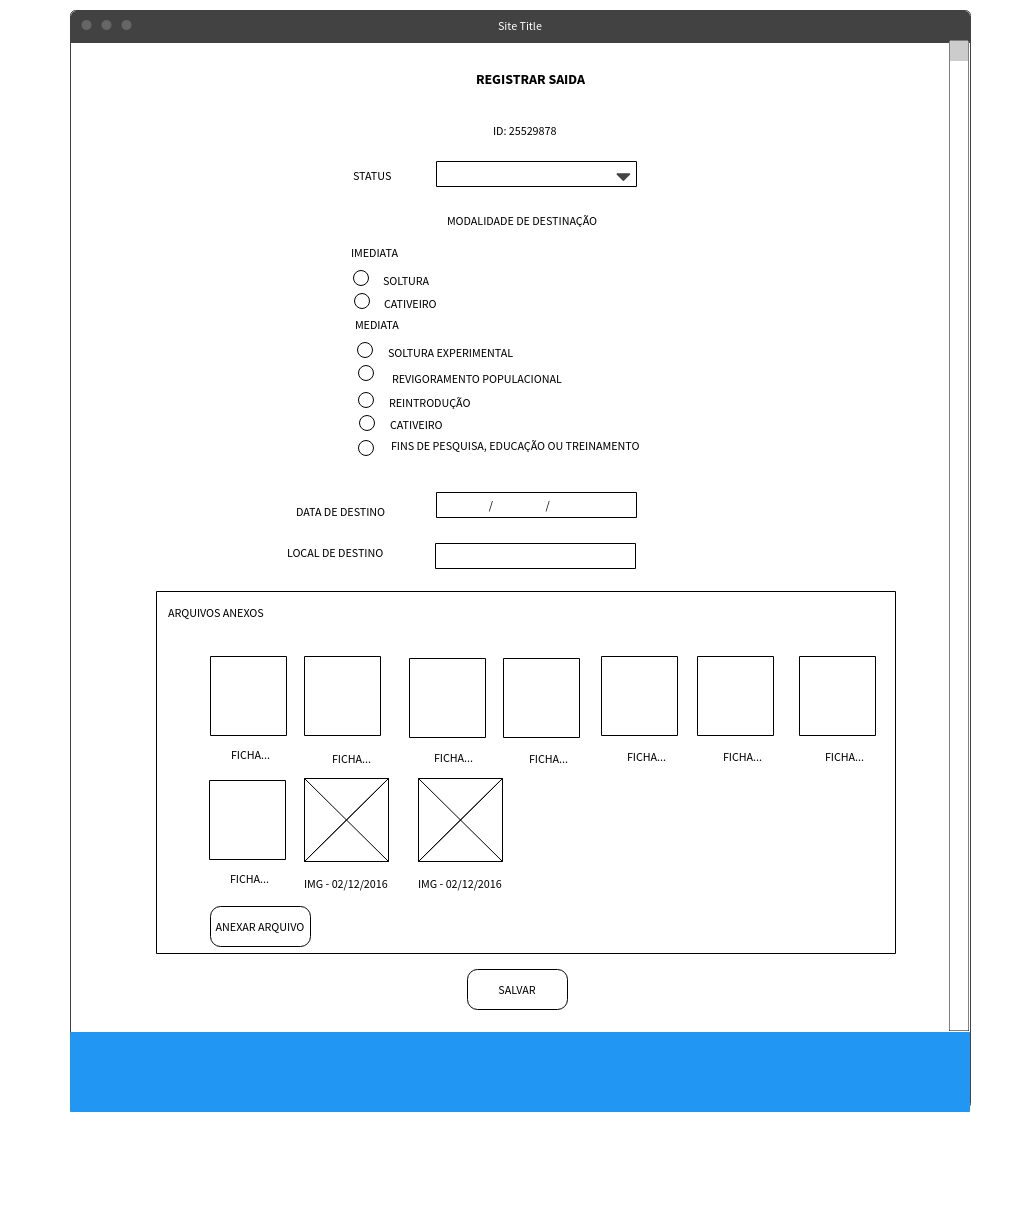 Site Title
REGISTRAR SAIDA
ID: 25529878
STATUS
MODALIDADE DE DESTINAÇÃO
IMEDIATA
SOLTURA
CATIVEIRO
MEDIATA
SOLTURA EXPERIMENTAL
REVIGORAMENTO POPULACIONAL
REINTRODUÇÃO
CATIVEIRO
FINS DE PESQUISA, EDUCAÇÃO OU TREINAMENTO
DATA DE DESTINO / /
LOCAL DE DESTINO
ARQUIVOS ANEXOS
FICHA... FICHA... FICHA... FICHA... FICHA... FICHA... FICHA...
FICHA... IMG - 02/12/2016 IMG - 02/12/2016
ANEXAR ARQUIVO
SALVAR